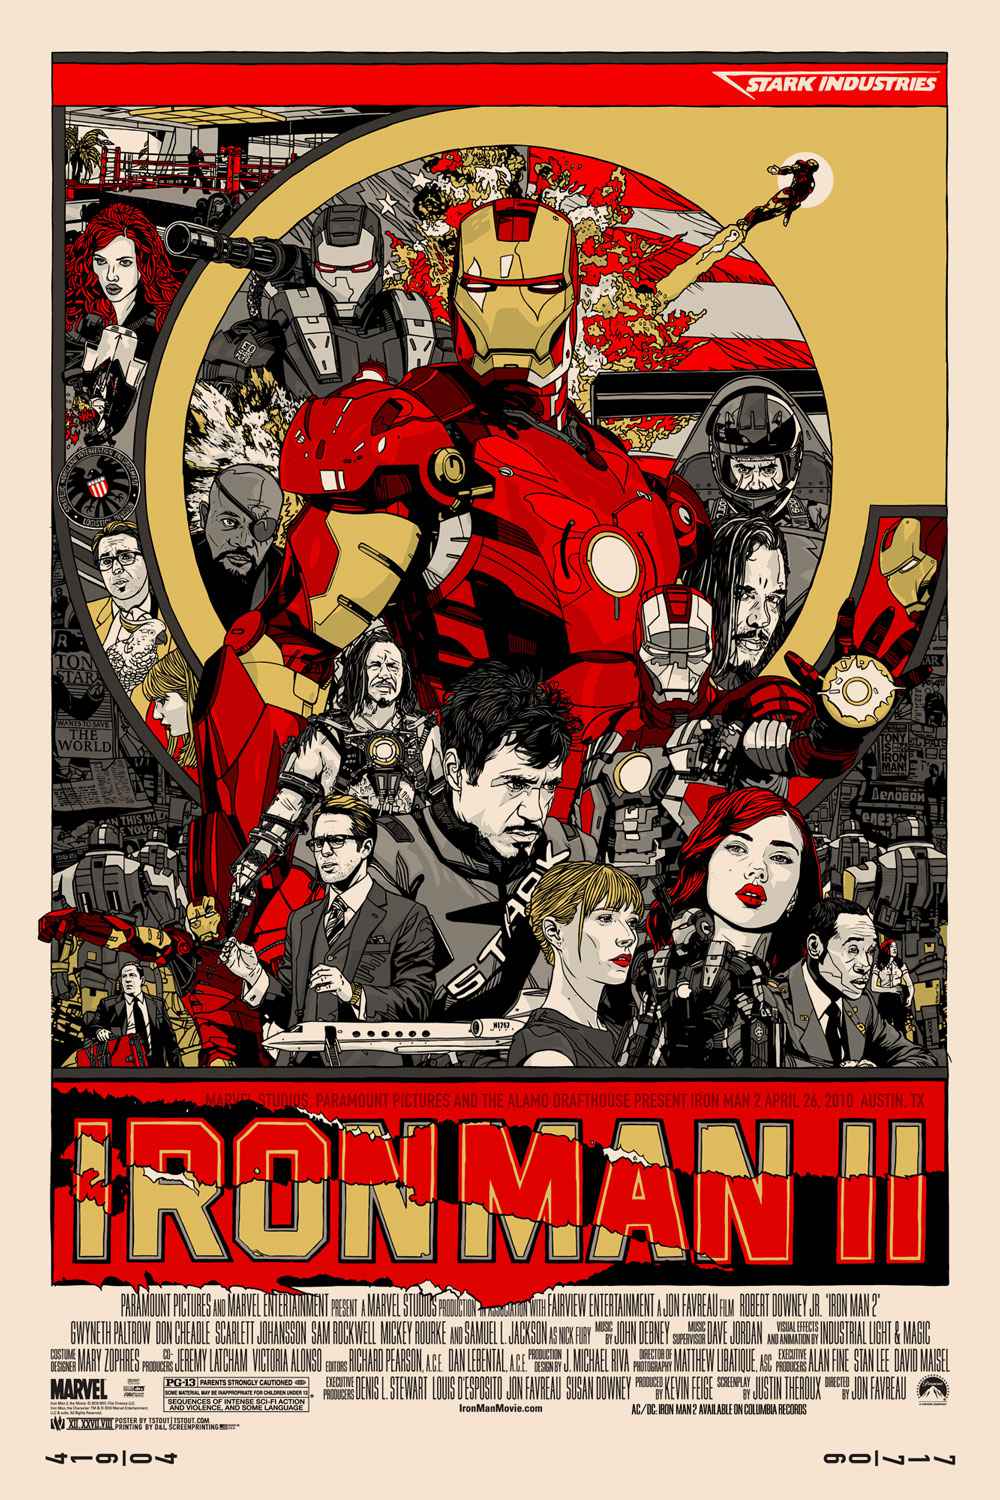 STARK INDUSTRIES
TONY
STARK
WANTS TO SAVE
THE
WORLD
TONY
IS
IRON
MAN!
Деловой
STARK
N1707
MARVEL STUDIOS, PARAMOUNT PICTURES AND THE ALAMO DRAFTHOUSE PRESENT IRON MAN 2 APRIL 26, 2010 AUSTIN, TX
IRON MAN II
PARAMOUNT PICTURES AND MARVEL ENTERTAINMENT PRESENT A MARVEL STUDIOS PRODUCTION IN ASSOCIATION WITH FAIRVIEW ENTERTAINMENT A JON FAVREAU FILM ROBERT DOWNEY JR. 'IRON MAN 2'
GWYNETH PALTROW DON CHEADLE SCARLETT JOHANSSON SAM ROCKWELL MICKEY ROURKE AND SAMUEL L. JACKSON AS NICK FURY MUSIC BY JOHN DEBNEY MUSIC SUPERVISOR DAVE JORDAN VISUAL EFFECTS AND ANIMATION BY INDUSTRIAL LIGHT & MAGIC
COSTUME DESIGNER MARY ZOPHRES CO-PRODUCERS JEREMY LATCHAM VICTORIA ALONSO EDITORS RICHARD PEARSON, A.C.E. DAN LEBENTAL, A.C.E. PRODUCTION DESIGN BY J. MICHAEL RIVA DIRECTOR OF PHOTOGRAPHY MATTHEW LIBATIQUE, ASC EXECUTIVE PRODUCERS ALAN FINE STAN LEE DAVID MAISEL
EXECUTIVE PRODUCERS DENIS L. STEWART LOUIS D'ESPOSITO JON FAVREAU SUSAN DOWNEY PRODUCED BY KEVIN FEIGE SCREENPLAY BY JUSTIN THEROUX DIRECTED BY JON FAVREAU
MARVEL
PG-13 PARENTS STRONGLY CAUTIONED
SOME MATERIAL MAY BE INAPPROPRIATE FOR CHILDREN UNDER 13
SEQUENCES OF INTENSE SCI-FI ACTION
AND VIOLENCE, AND SOME LANGUAGE
IronManMovie.com
AC/DC: IRON MAN 2 AVAILABLE ON COLUMBIA RECORDS
XII.XXVII.VIII
POSTER BY TSTOUT | TSTOUT.COM
PRINTING BY D&L SCREENPRINTING
41904
60717